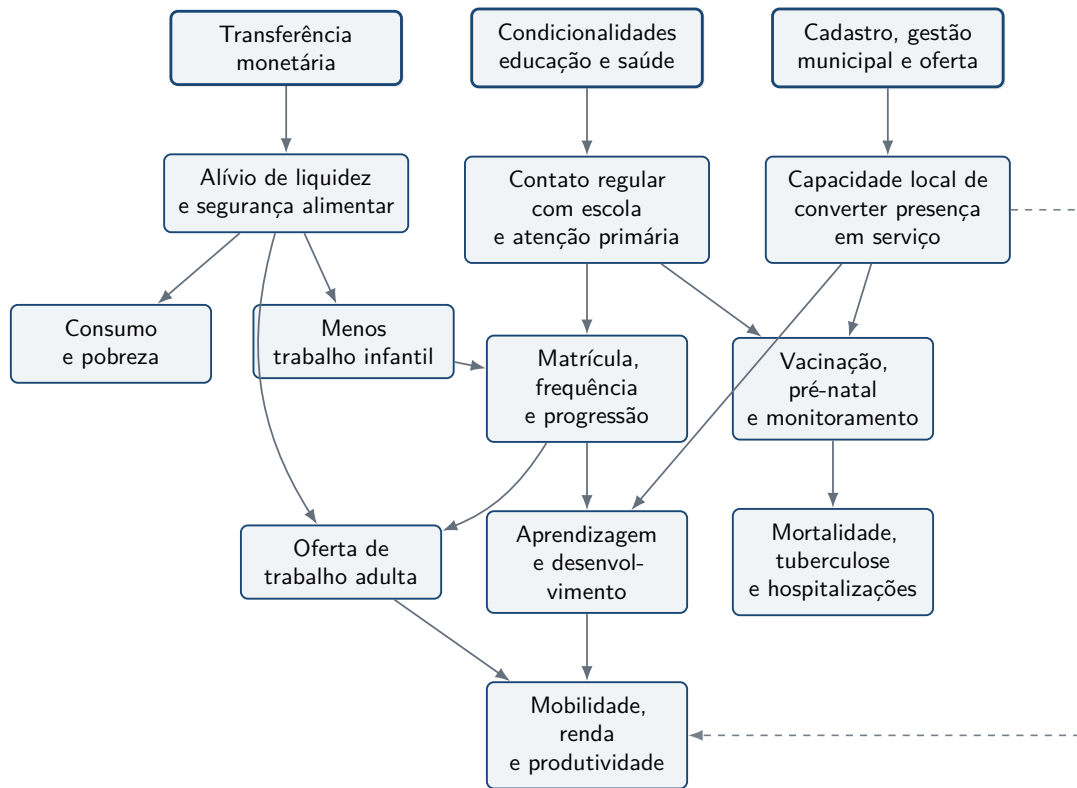 Transferência
monetária
Condicionalidades
educação e saúde
Cadastro, gestão
municipal e oferta
Alívio de liquidez
e segurança alimentar
Contato regular
com escola
e atenção primária
Capacidade local de
converter presença
em serviço
Consumo
e pobreza
Menos
trabalho infantil
Matrícula,
frequência
e progressão
Vacinação,
pré-natal
e monitoramento
Oferta de
trabalho adulta
Aprendizagem
e desenvol-
vimento
Mortalidade,
tuberculose
e hospitalizações
Mobilidade,
renda
e produtividade